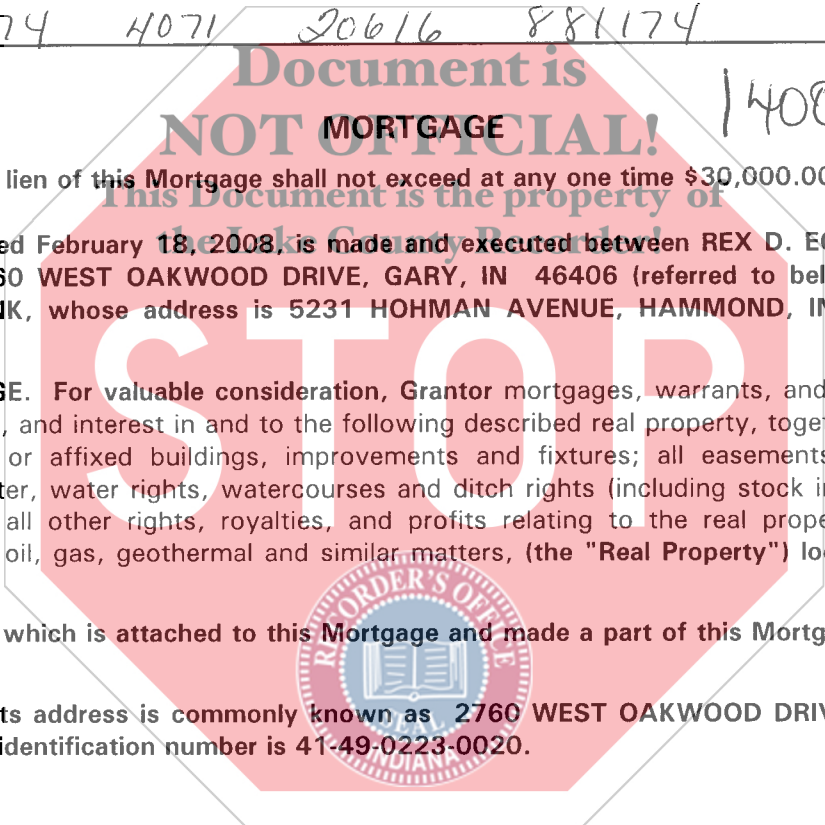 74 4071 20616 881174
Document is
NOT OFFICIAL!
1408
MORTGAGE
lien of this Mortgage shall not exceed at any one time $30,000.00
This Document is the property of
the Lake County Recorder!
ed February 18, 2008, is made and executed between REX D. EC
60 WEST OAKWOOD DRIVE, GARY, IN 46406 (referred to bel
NK, whose address is 5231 HOHMAN AVENUE, HAMMOND, IN
STOP
GE. For valuable consideration, Grantor mortgages, warrants, and
, and interest in and to the following described real property, toget
or affixed buildings, improvements and fixtures; all easements
ter, water rights, watercourses and ditch rights (including stock in
all other rights, royalties, and profits relating to the real prope
oil, gas, geothermal and similar matters, (the "Real Property") lo
RECORDER'S OFFICE
which is attached to this Mortgage and made a part of this Mortg
SEAL
INDIANA
ts address is commonly known as 2760 WEST OAKWOOD DRIV
identification number is 41-49-0223-0020.